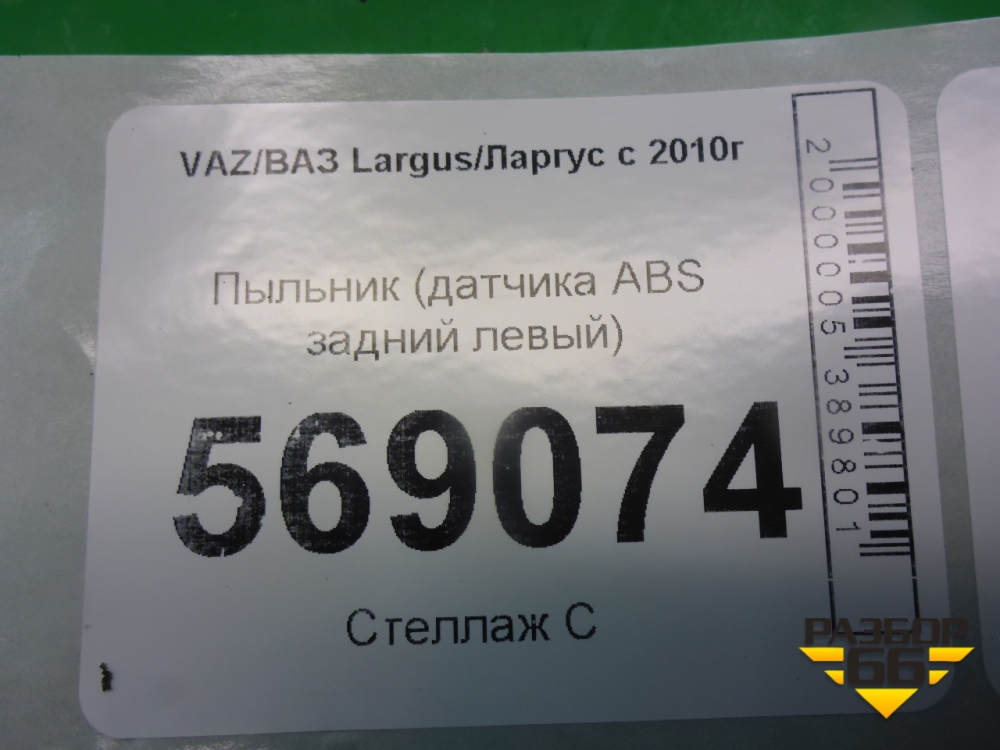 VAZ/ВАЗ Largus/Ларгус с 2010г
Пыльник (датчика ABS
задний левый)
569074
Стеллаж С
2000005389801
РАЗБОР
66